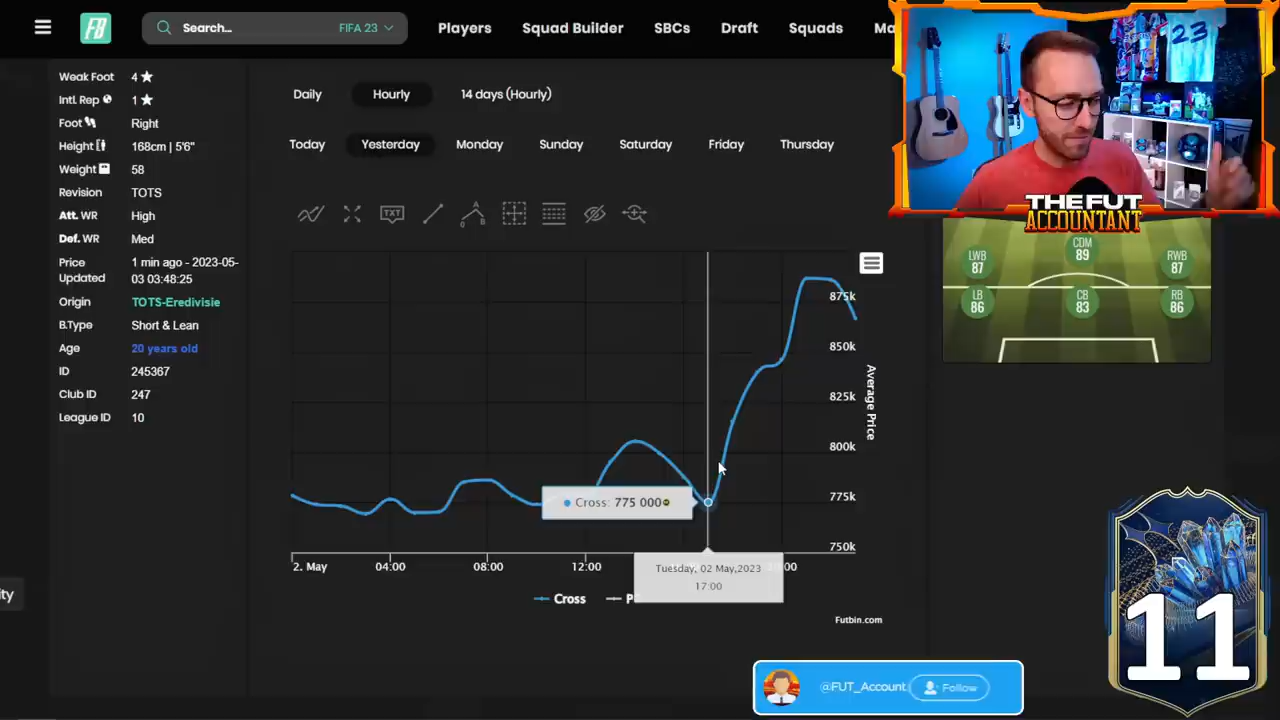 FB
Search...
FIFA 23
Players
Squad Builder
SBCs
Draft
Squads
Ma
23
Weak Foot 4
Intl. Rep 1
Foot Right
Height 168cm | 5'6"
Weight 58
Revision TOTS
Att. WR High
Def. WR Med
Price Updated 1 min ago - 2023-05-03 03:48:25
Origin TOTS-Eredivisie
B.Type Short & Lean
Age 20 years old
ID 245367
Club ID 247
League ID 10
Daily
Hourly
14 days (Hourly)
Today
Yesterday
Monday
Sunday
Saturday
Friday
Thursday
TXT
A
875k
850k
825k
800k
775k
750k
Average Price
Cross: 775 000
2. May
04:00
08:00
12:00
:00
Tuesday, 02 May,2023
17:00
Cross
P
Futbin.com
ity
THE FUT
ACCOUNTANT
LWB
87
CDM
89
RWB
87
LB
86
CB
83
RB
86
11
@FUT_Account
Follow